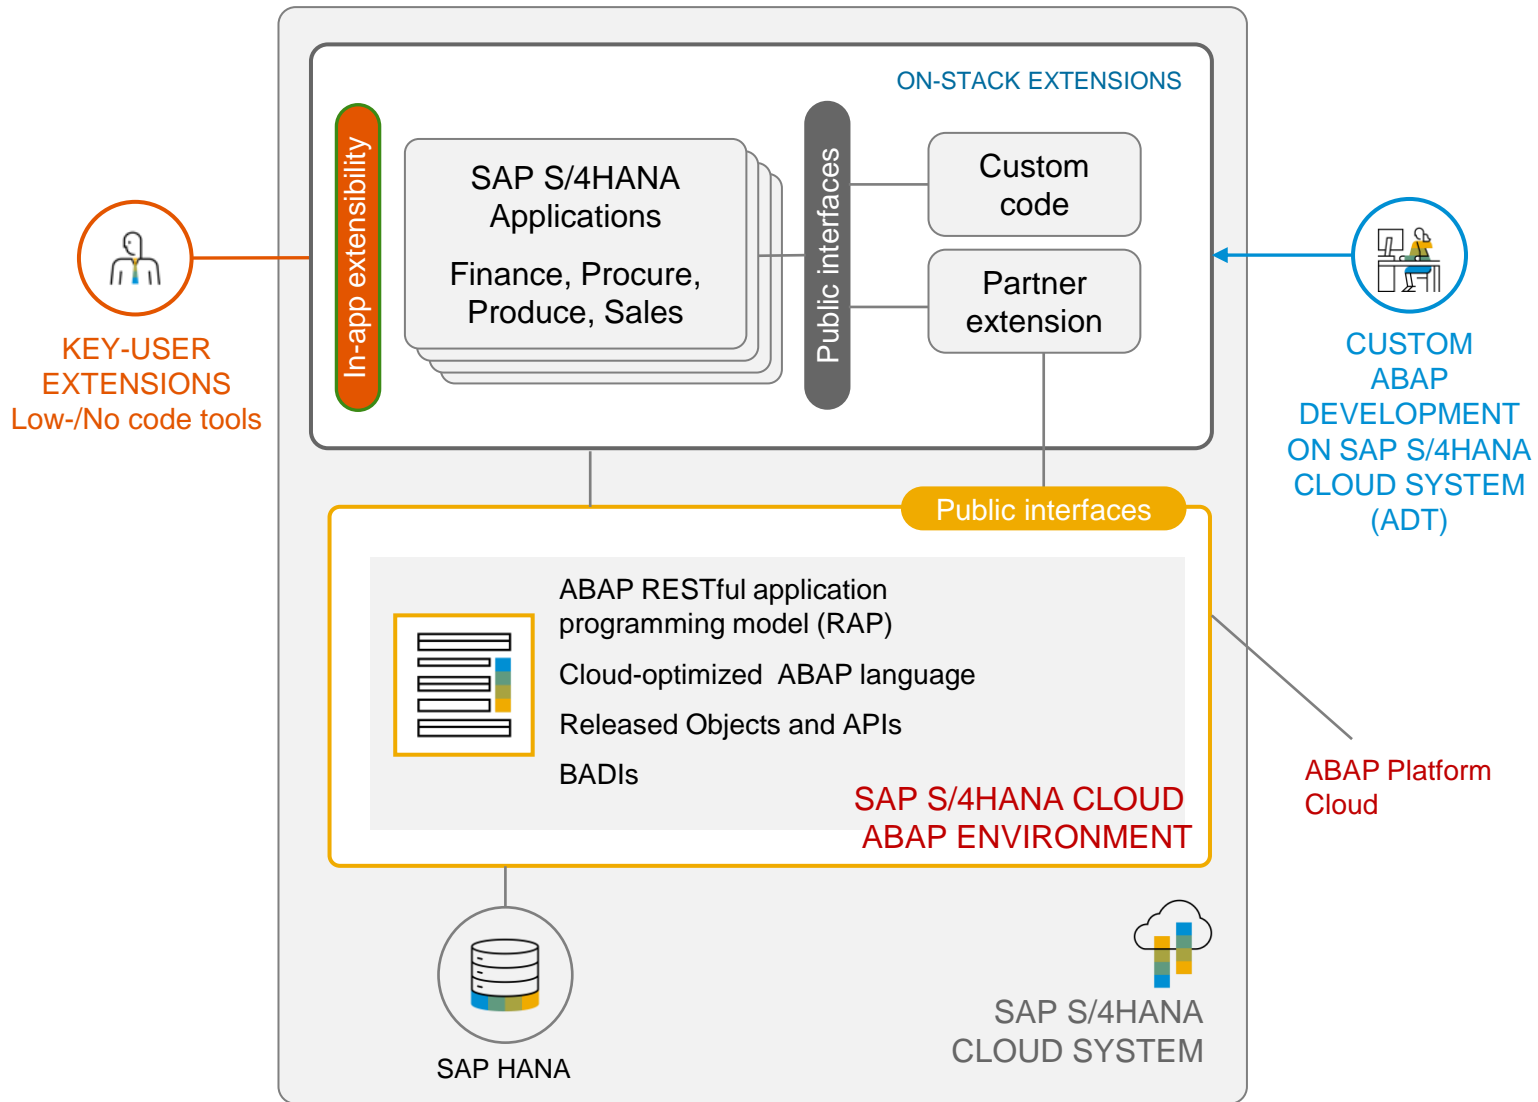 ON-STACK EXTENSIONS
In-app extensibility
SAP S/4HANA
Applications
Finance, Procure,
Produce, Sales
Public interfaces
Custom
code
Partner
extension
KEY-USER
EXTENSIONS
Low-/No code tools
CUSTOM
ABAP
DEVELOPMENT
ON SAP S/4HANA
CLOUD SYSTEM
(ADT)
Public interfaces
ABAP RESTful application
programming model (RAP)
Cloud-optimized ABAP language
Released Objects and APIs
BADIs
SAP S/4HANA CLOUD
ABAP ENVIRONMENT
ABAP Platform
Cloud
SAP HANA
SAP S/4HANA
CLOUD SYSTEM